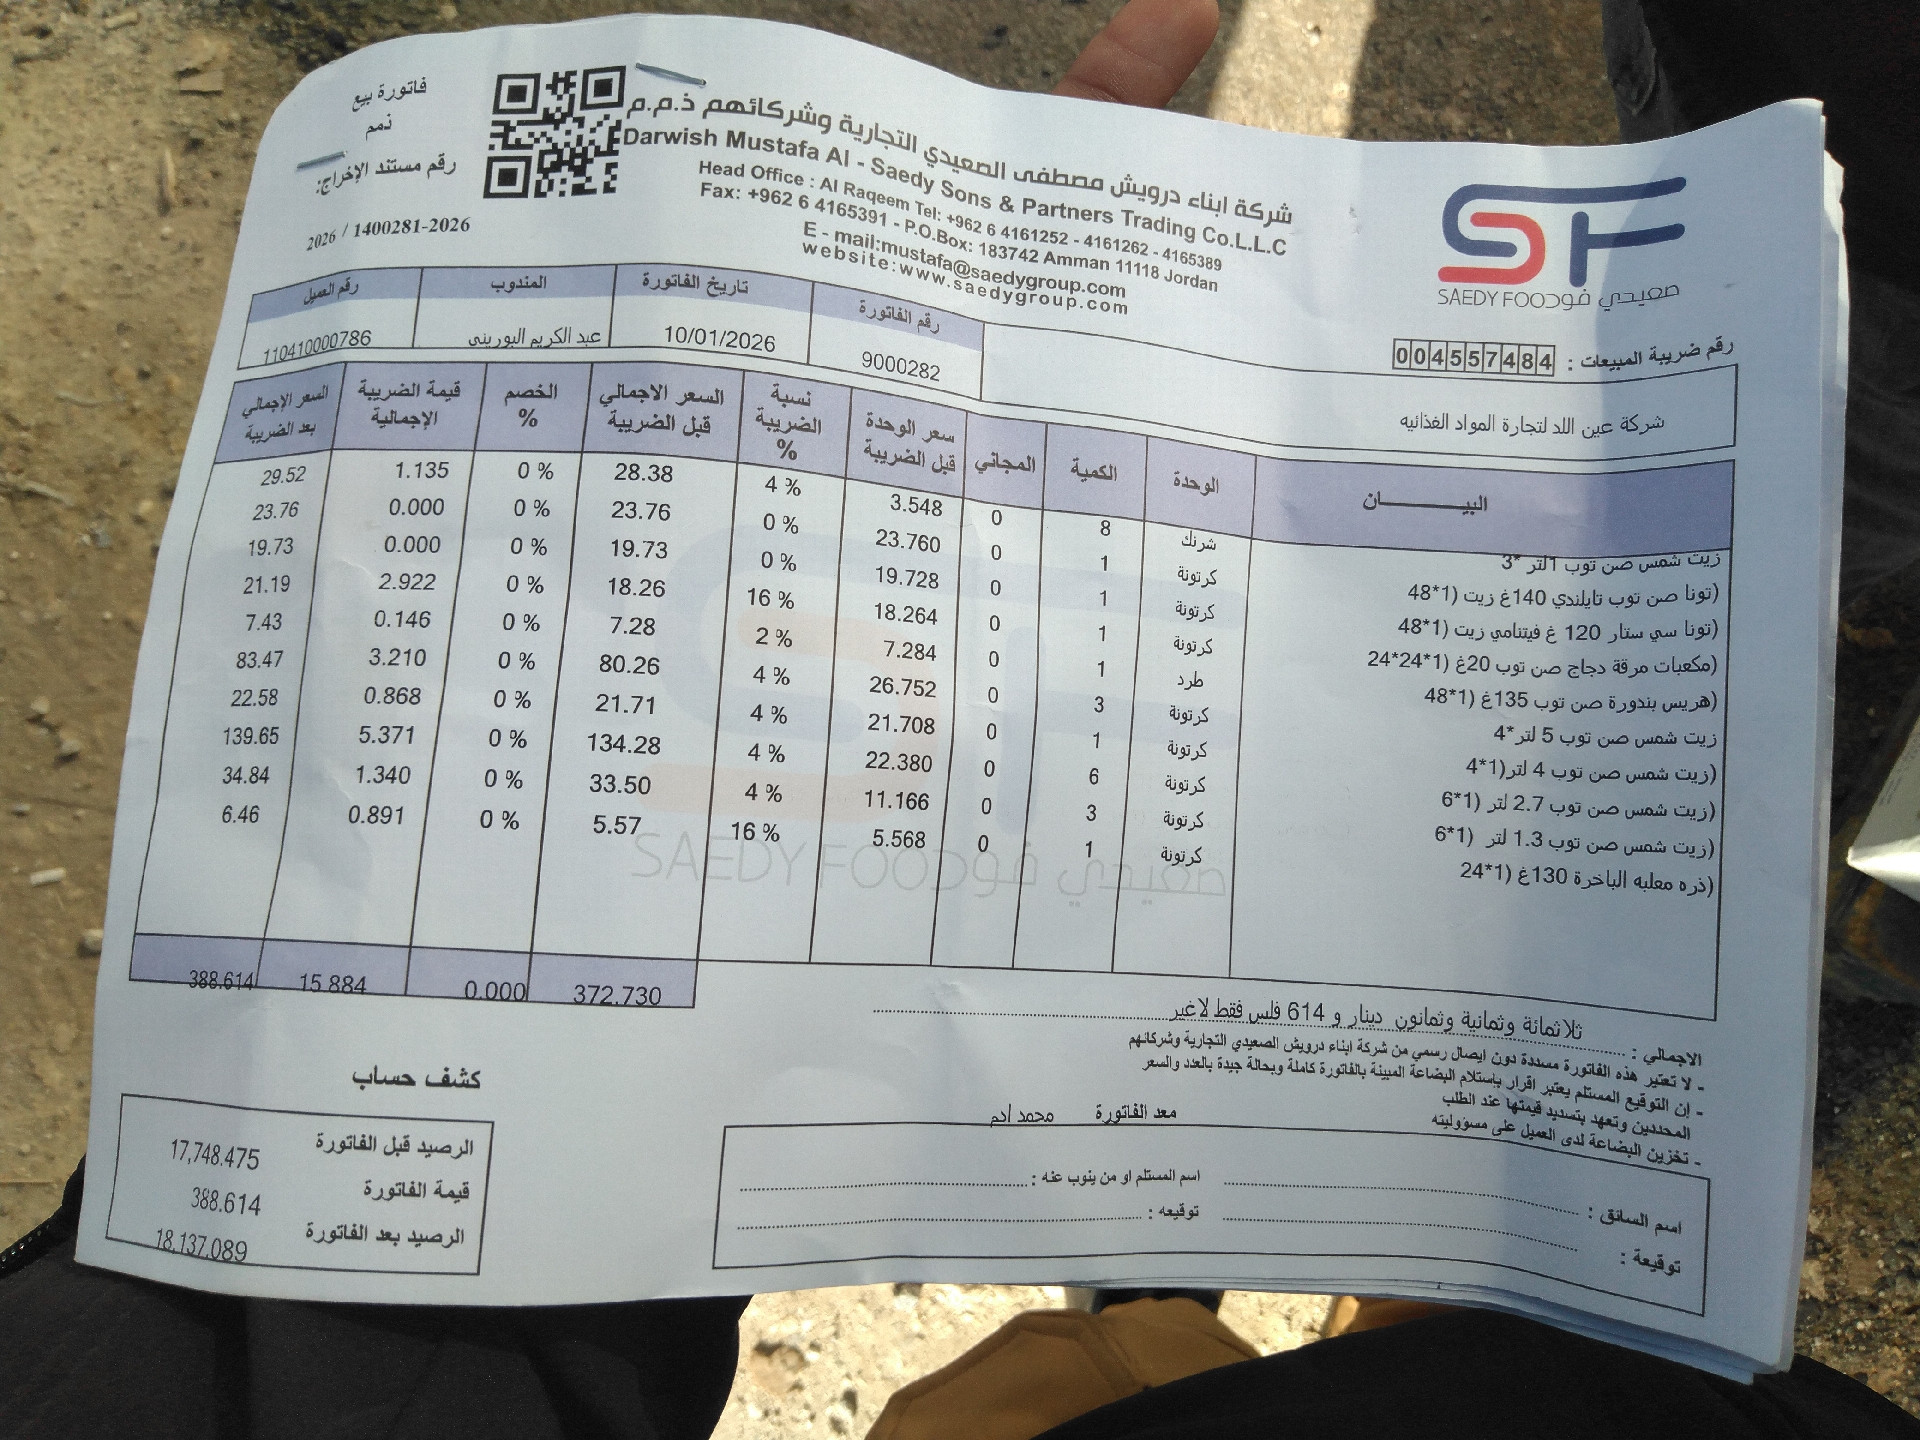 فاتورة بيع
ذمم
رقم مستند الإخراج:
2026 / 1400281-2026
شركة ابناء درويش مصطفى الصعيدي التجارية وشركائهم ذ.م.م
Darwish Mustafa Al - Saedy Sons & Partners Trading Co.L.L.C
Head Office : Al Raqeem Tel: +962 6 4161252 - 4161262 - 4165389
Fax: +962 6 4165391 - P.O.Box: 183742 Amman 11118 Jordan
E - mail:mustafa@saedygroup.com
website:www.saedygroup.com
SF
SAEDY FOOD صعيدي فود
رقم ضريبة المبيعات : 004557484
رقم الفاتورة تاريخ الفاتورة المندوب رقم العميل
9000282 10/01/2026 عبد الكريم البوريني 110410000786
شركة عين اللد لتجارة المواد الغذائيه
البيــــــــان الوحدة الكمية المجاني سعر الوحدة قبل الضريبة نسبة الضريبة % السعر الاجمالي قبل الضريبة الخصم % قيمة الضريبة الإجمالية السعر الإجمالي بعد الضريبة
زيت شمس صن توب 1لتر *3 شرنك 8 0 3.548 4 % 28.38 0 % 1.135 29.52
تونا صن توب تايلندي 140غ زيت (1*48) كرتونة 1 0 23.760 0 % 23.76 0 % 0.000 23.76
تونا سي ستار 120 غ فيتنامي زيت (1*48) كرتونة 1 0 19.728 0 % 19.73 0 % 0.000 19.73
مكعبات مرقة دجاج صن توب 20غ (1*24*24) كرتونة 1 0 18.264 16 % 18.26 0 % 2.922 21.19
هريس بندورة صن توب 135غ (1*48) طرد 1 0 7.284 2 % 7.28 0 % 0.146 7.43
زيت شمس صن توب 5 لتر*4 كرتونة 3 0 26.752 4 % 80.26 0 % 3.210 83.47
زيت شمس صن توب 4 لتر(1*4) كرتونة 1 0 21.708 4 % 21.71 0 % 0.868 22.58
زيت شمس صن توب 2.7 لتر (1*6) كرتونة 6 0 22.380 4 % 134.28 0 % 5.371 139.65
زيت شمس صن توب 1.3 لتر (1*6) كرتونة 3 0 11.166 4 % 33.50 0 % 1.340 34.84
ذره معلبه الباخرة 130غ (1*24) كرتونة 1 0 5.568 16 % 5.57 0 % 0.891 6.46
SAEDY FOOD صعيدي فود
372.730 0.000 15.884 388.614
الاجمالي : ثلاثمائة وثمانية وثمانون دينار و 614 فلس فقط لاغير
- لا تعتبر هذه الفاتورة مسددة دون ايصال رسمي من شركة ابناء درويش الصعيدي التجارية وشركائهم
- إن التوقيع المستلم يعتبر اقرار باستلام البضاعة المبينة بالفاتورة كاملة وبحالة جيدة بالعدد والسعر
المحددين وتعهد بتسديد قيمتها عند الطلب
- تخزين البضاعة لدى العميل على مسؤوليته
معد الفاتورة محمد ادم
اسم السائق : اسم المستلم او من ينوب عنه :
توقيعة : توقيعه :
كشف حساب
الرصيد قبل الفاتورة 17,748.475
قيمة الفاتورة 388.614
الرصيد بعد الفاتورة 18,137.089